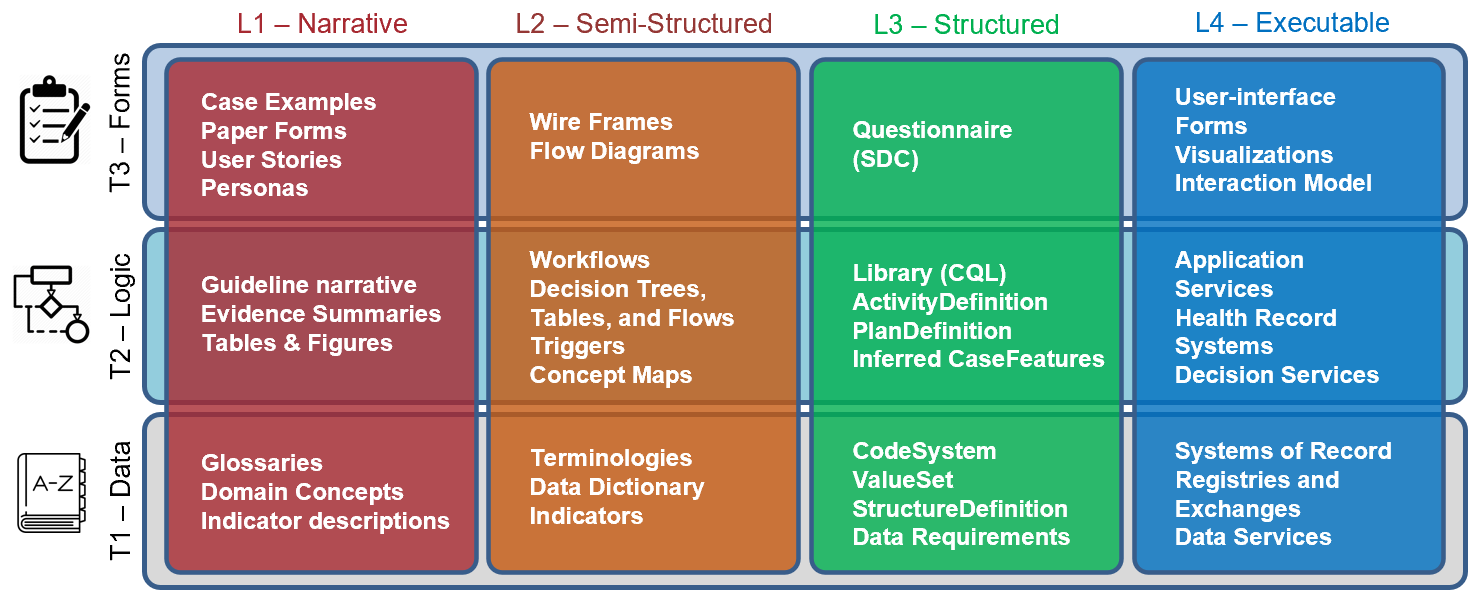 L1 – Narrative
L2 – Semi-Structured
L3 – Structured
L4 – Executable
T3 – Forms
Case Examples
Paper Forms
User Stories
Personas
Wire Frames
Flow Diagrams
Questionnaire
(SDC)
User-interface
Forms
Visualizations
Interaction Model
T2 – Logic
Guideline narrative
Evidence Summaries
Tables & Figures
Workflows
Decision Trees,
Tables, and Flows
Triggers
Concept Maps
Library (CQL)
ActivityDefinition
PlanDefinition
Inferred CaseFeatures
Application
Services
Health Record
Systems
Decision Services
T1 – Data
A-Z
Glossaries
Domain Concepts
Indicator descriptions
Terminologies
Data Dictionary
Indicators
CodeSystem
ValueSet
StructureDefinition
Data Requirements
Systems of Record
Registries and
Exchanges
Data Services